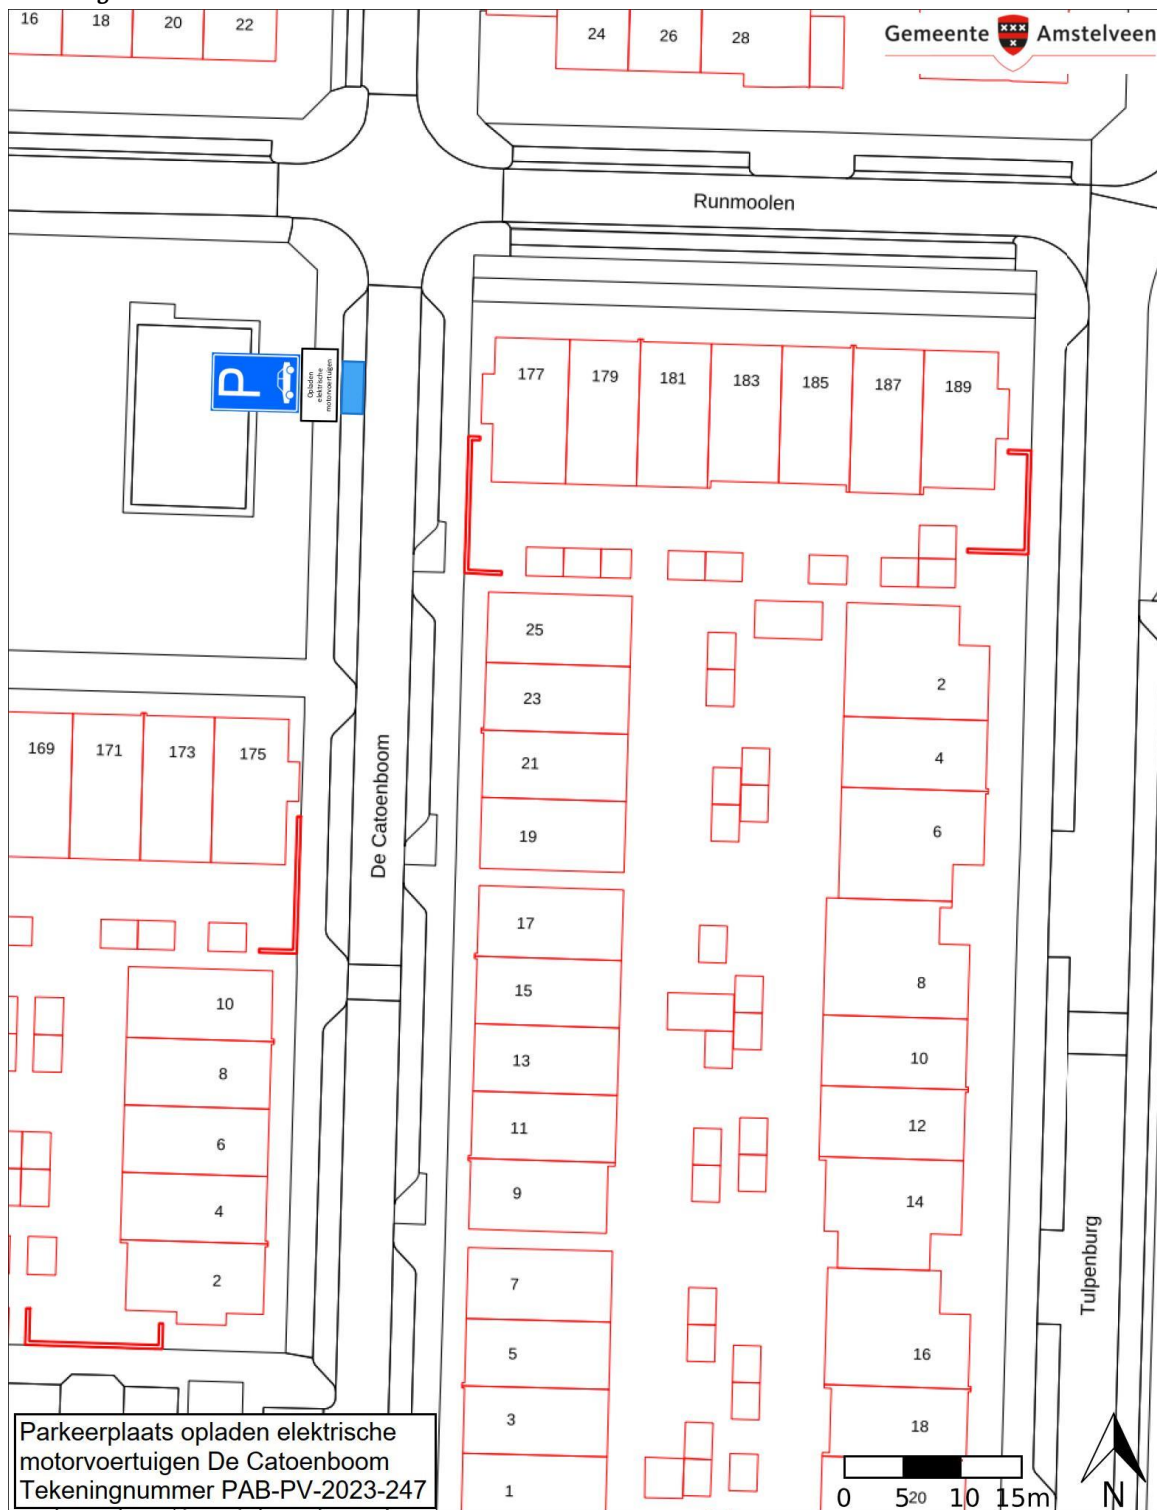 16 18 20 22
24 26 28
Gemeente Amstelveen
Runmoolen
P
Opladen
elektrische
motorvoertuigen
177 179 181 183 185 187 189
25
23
21
19
2
4
6
De Catoenboom
169 171 173 175
17
15
13
11
9
8
10
12
14
10
8
6
4
2
Tulpenburg
7
5
3
1
16
18
20
Parkeerplaats opladen elektrische
motorvoertuigen De Catoenboom
Tekeningnummer PAB-PV-2023-247
0 5 10 15m
N